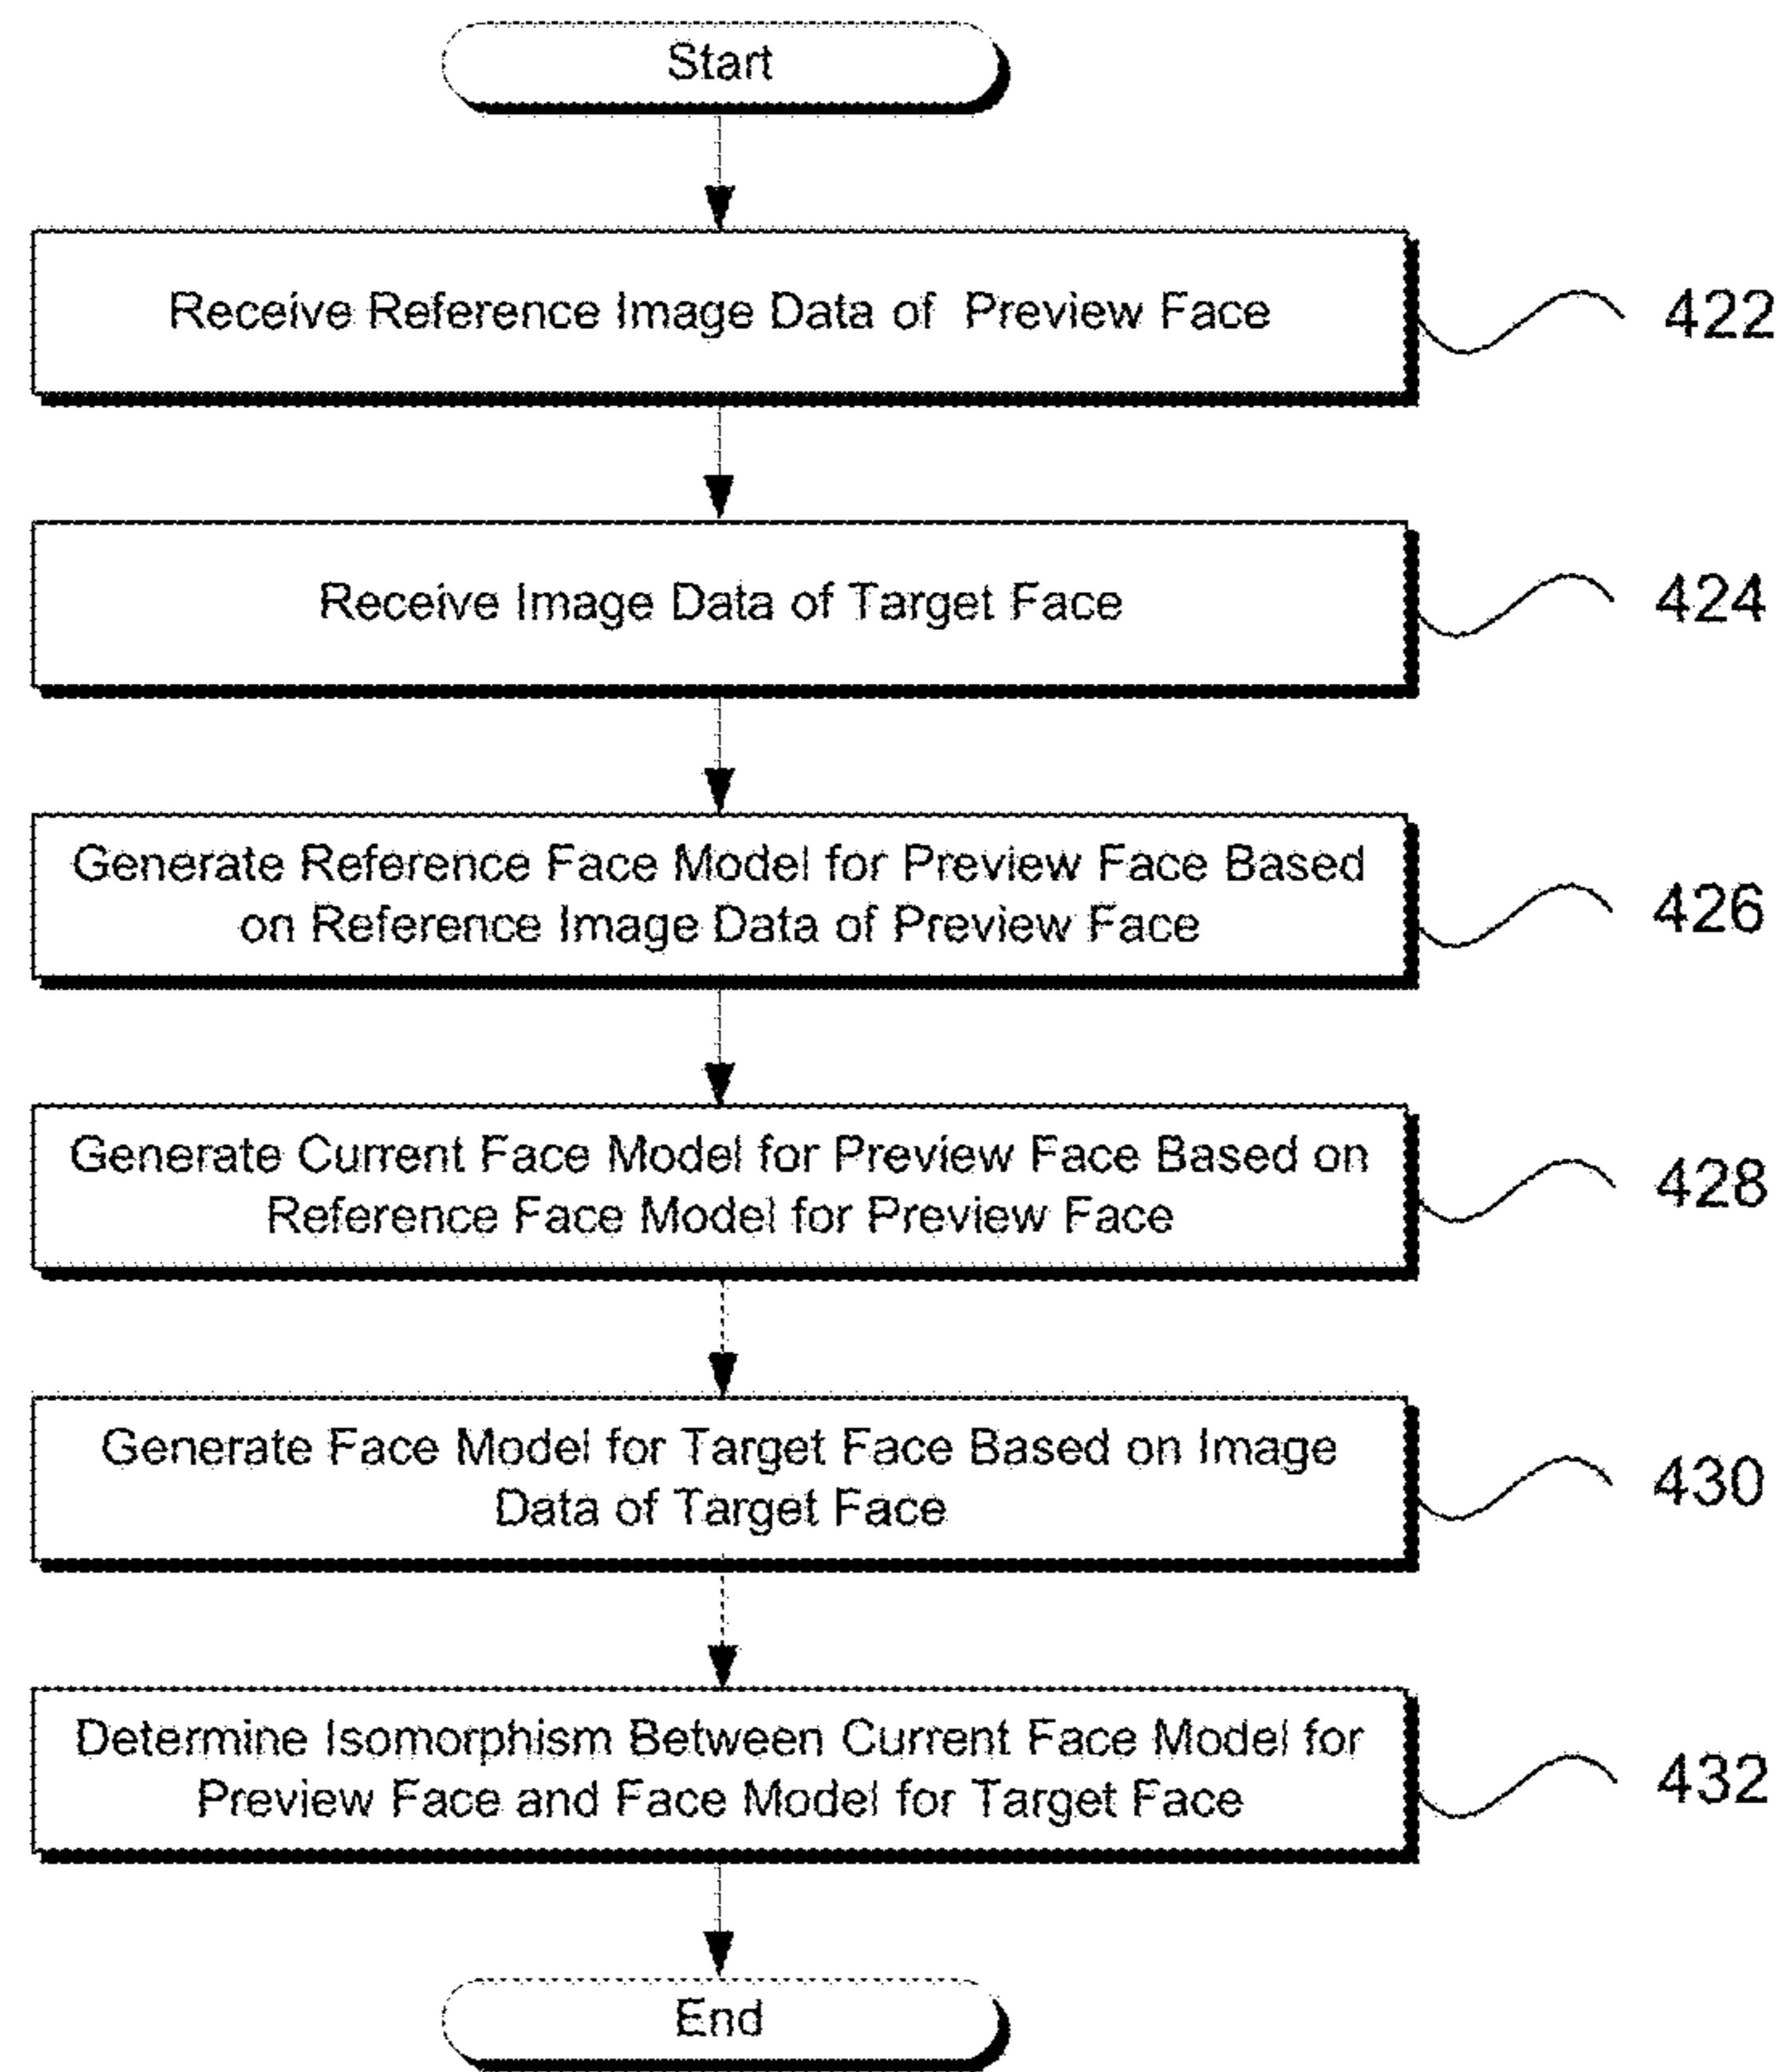 Start
Receive Reference Image Data of Preview Face
422
Receive Image Data of Target Face
424
Generate Reference Face Model for Preview Face Based
on Reference Image Data of Preview Face
426
Generate Current Face Model for Preview Face Based on
Reference Face Model for Preview Face
428
Generate Face Model for Target Face Based on Image
Data of Target Face
430
Determine Isomorphism Between Current Face Model for
Preview Face and Face Model for Target Face
432
End